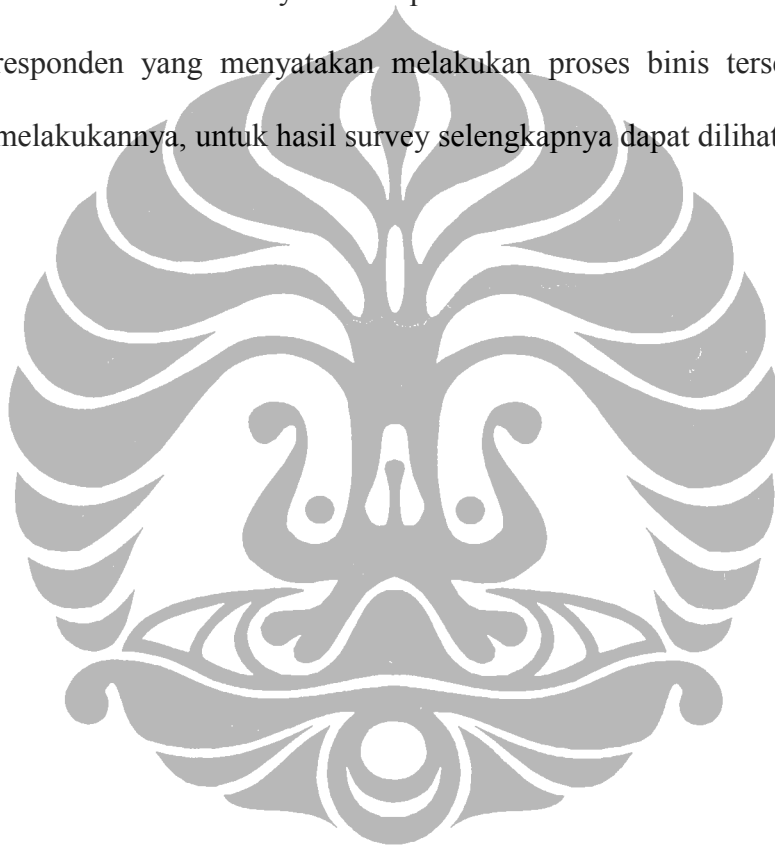 responden yang menyatakan melakukan proses binis
melakukannya, untuk hasil survey selengkapnya dapat dilihat